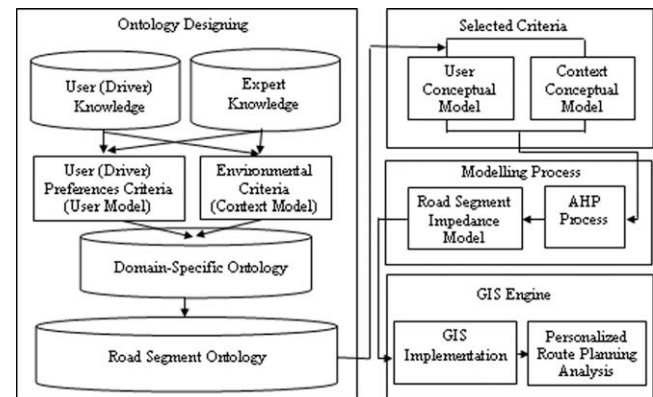 Ontology Designing
User (Driver)
Knowledge
Expert
Knowledge
User (Driver)
Preferences Criteria
(User Model)
Environmental
Criteria
(Context Model)
Domain-Specific Ontology
Road Segment Ontology
Selected Criteria
User
Conceptual
Model
Context
Conceptual
Model
Modelling Process
Road Segment
Impedance
Model
AHP
Process
GIS Engine
GIS
Implementation
Personalized
Route Planning
Analysis